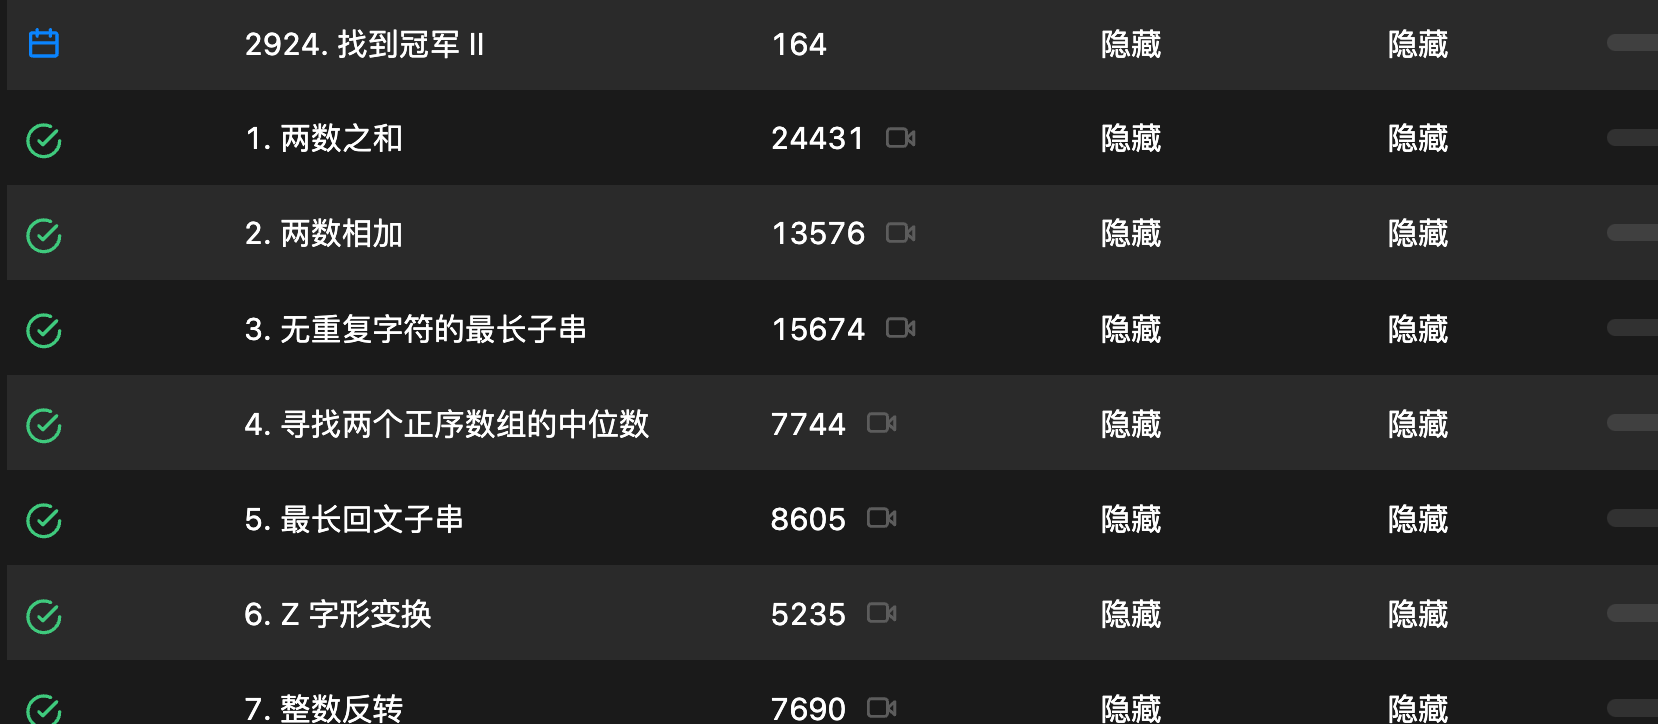 2924. 找到冠军 II 164 隐藏 隐藏
1. 两数之和 24431 隐藏 隐藏
2. 两数相加 13576 隐藏 隐藏
3. 无重复字符的最长子串 15674 隐藏 隐藏
4. 寻找两个正序数组的中位数 7744 隐藏 隐藏
5. 最长回文子串 8605 隐藏 隐藏
6. Z 字形变换 5235 隐藏 隐藏
7. 整数反转 7690 隐藏 隐藏